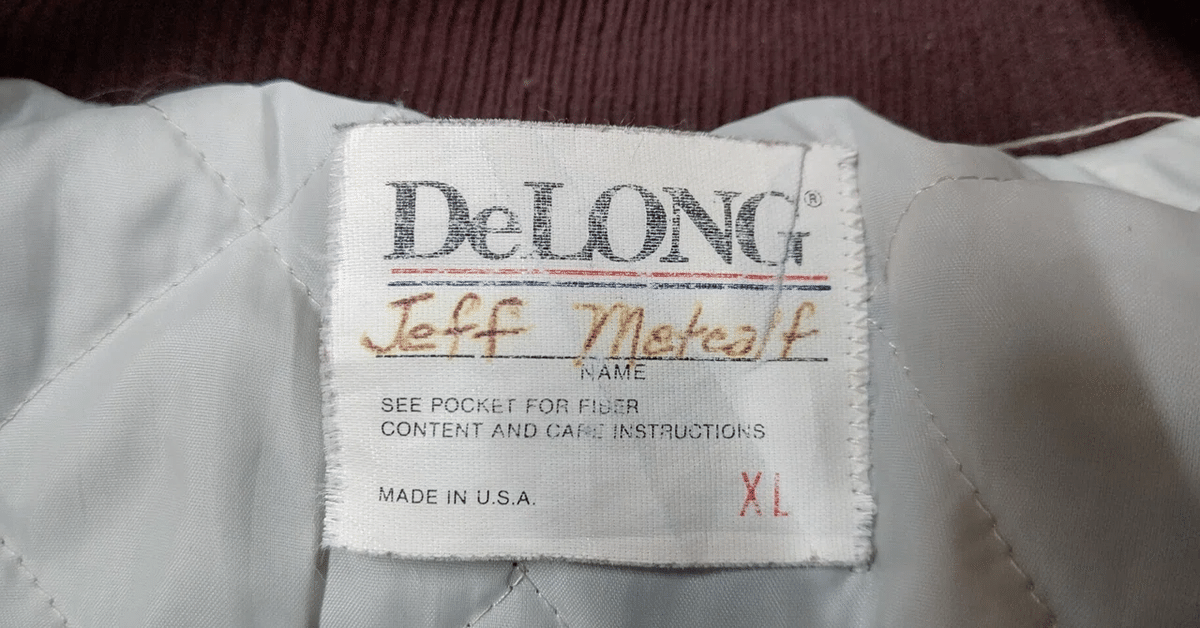 DeLONG®
Jeff Metcalf
NAME
SEE POCKET FOR FIBER
CONTENT AND CARE INSTRUCTIONS
MADE IN U.S.A.
XL